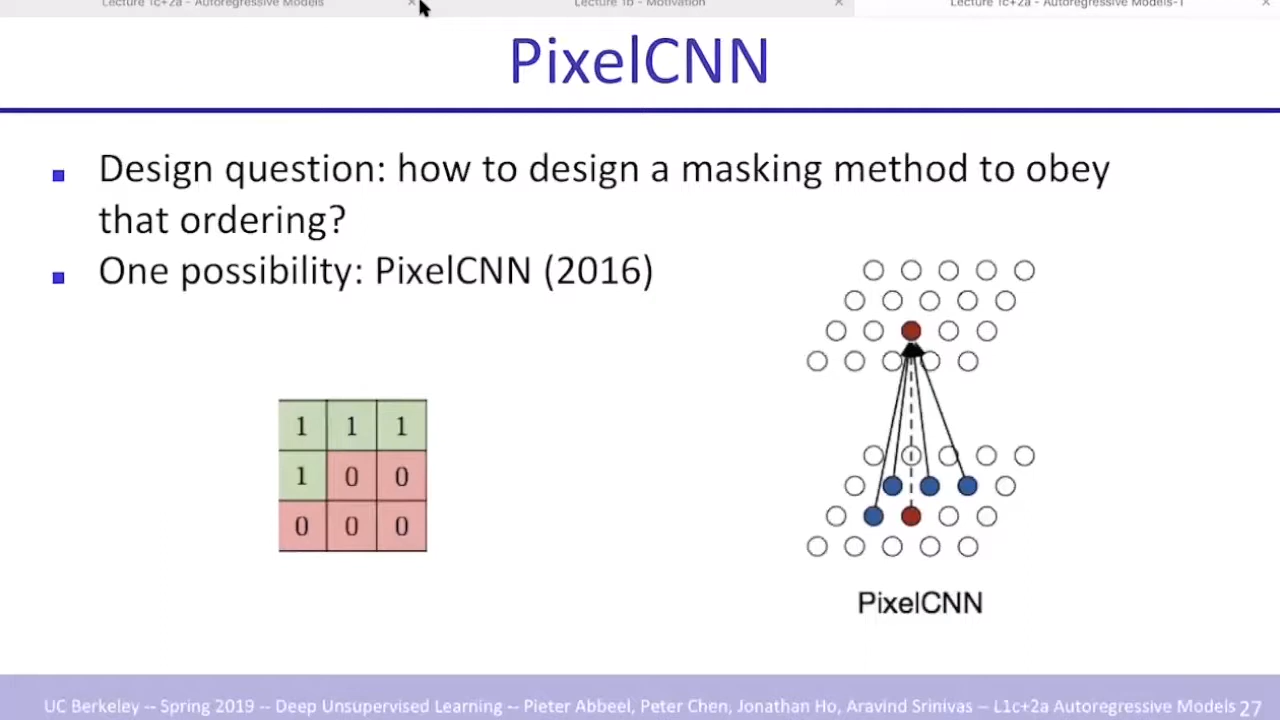 Lecture 1c+2a - Autoregressive Models
Lecture 1b - Motivation
Lecture 1c+2a - Autoregressive Models-1
PixelCNN
Design question: how to design a masking method to obey
that ordering?
One possibility: PixelCNN (2016)
1 1 1
1 0 0
0 0 0
PixelCNN
UC Berkeley -- Spring 2019 -- Deep Unsupervised Learning -- Pieter Abbeel, Peter Chen, Jonathan Ho, Aravind Srinivas – L1c+2a Autoregressive Models 27